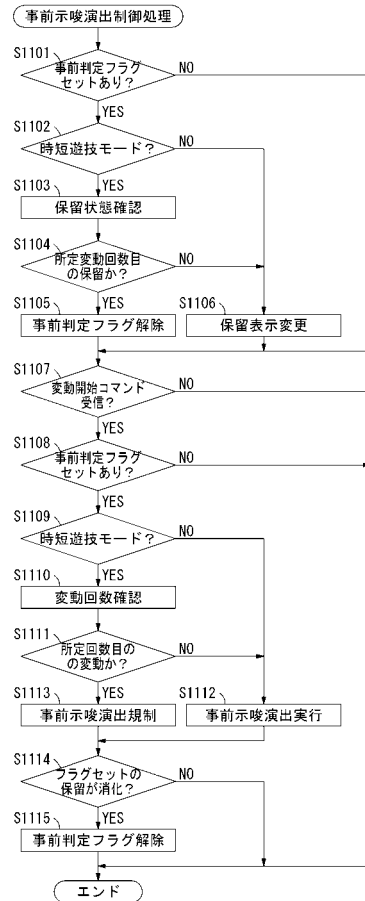 事前示唆演出制御処理
S1101
事前判定フラグ
セットあり?
NO
YES
S1102
時短遊技モード?
NO
YES
S1103
保留状態確認
S1104
所定変動回数目
の保留か?
NO
YES
S1105
事前判定フラグ解除
S1106
保留表示変更
S1107
変動開始コマンド
受信?
NO
YES
S1108
事前判定フラグ
セットあり?
NO
YES
S1109
時短遊技モード?
NO
YES
S1110
変動回数確認
S1111
所定回数目の
の変動か?
NO
YES
S1113
事前示唆演出規制
S1112
事前示唆演出実行
S1114
フラグセットの
保留が消化?
NO
YES
S1115
事前判定フラグ解除
エンド